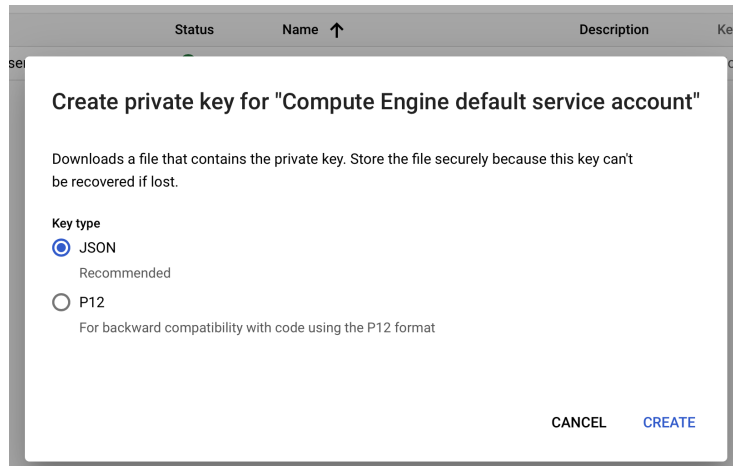 Status Name ↑ Description Ke
ser
Create private key for "Compute Engine default service account"
Downloads a file that contains the private key. Store the file securely because this key can't
be recovered if lost.
Key type
JSON
Recommended
P12
For backward compatibility with code using the P12 format
CANCEL CREATE